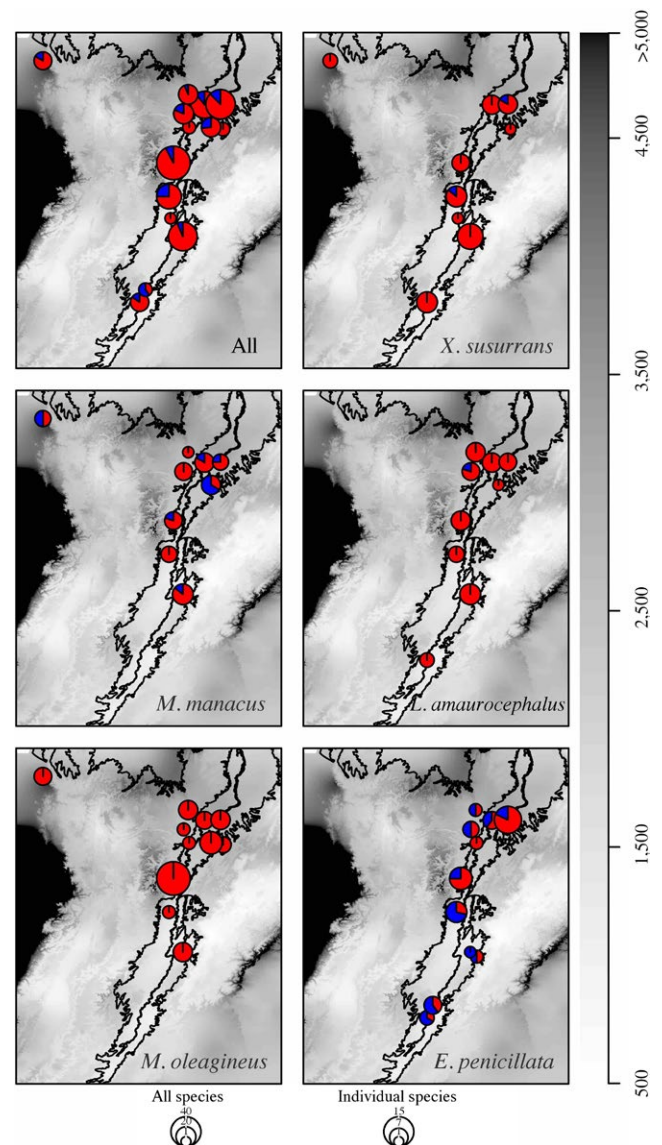 All
X. susurrans
M. manacus
L. amaurocephalus
M. oleagineus
E. penicillata
>5,000
4,500
3,500
2,500
1,500
500
All species
40
20
Individual species
15
7